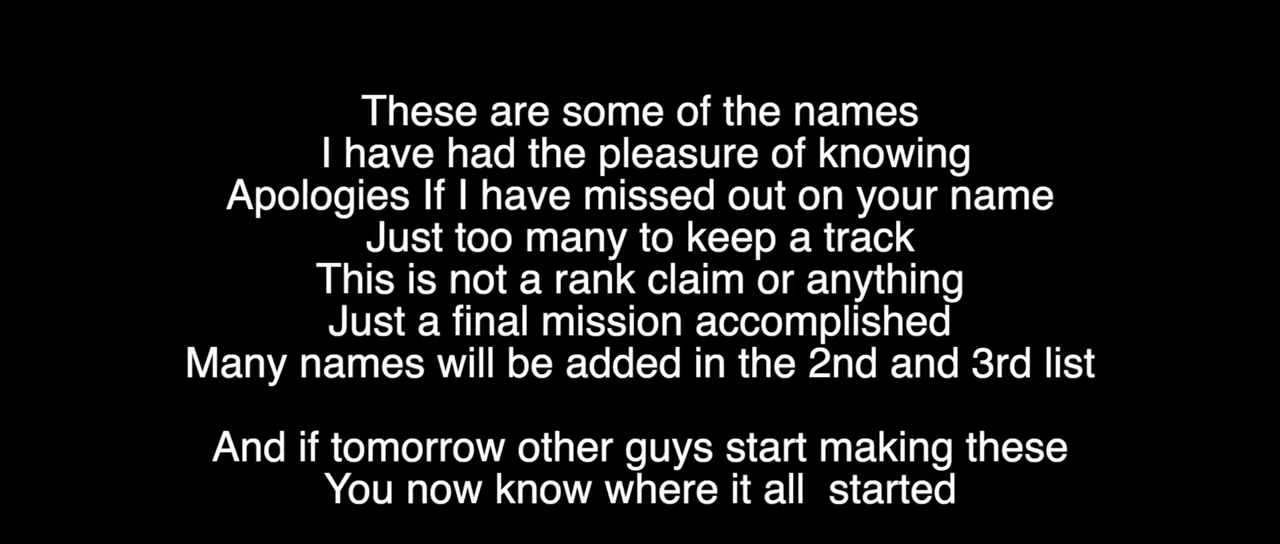 These are some of the names
I have had the pleasure of knowing
Apologies If I have missed out on your name
Just too many to keep a track
This is not a rank claim or anything
Just a final mission accomplished
Many names will be added in the 2nd and 3rd list
And if tomorrow other guys start making these
You now know where it all  started